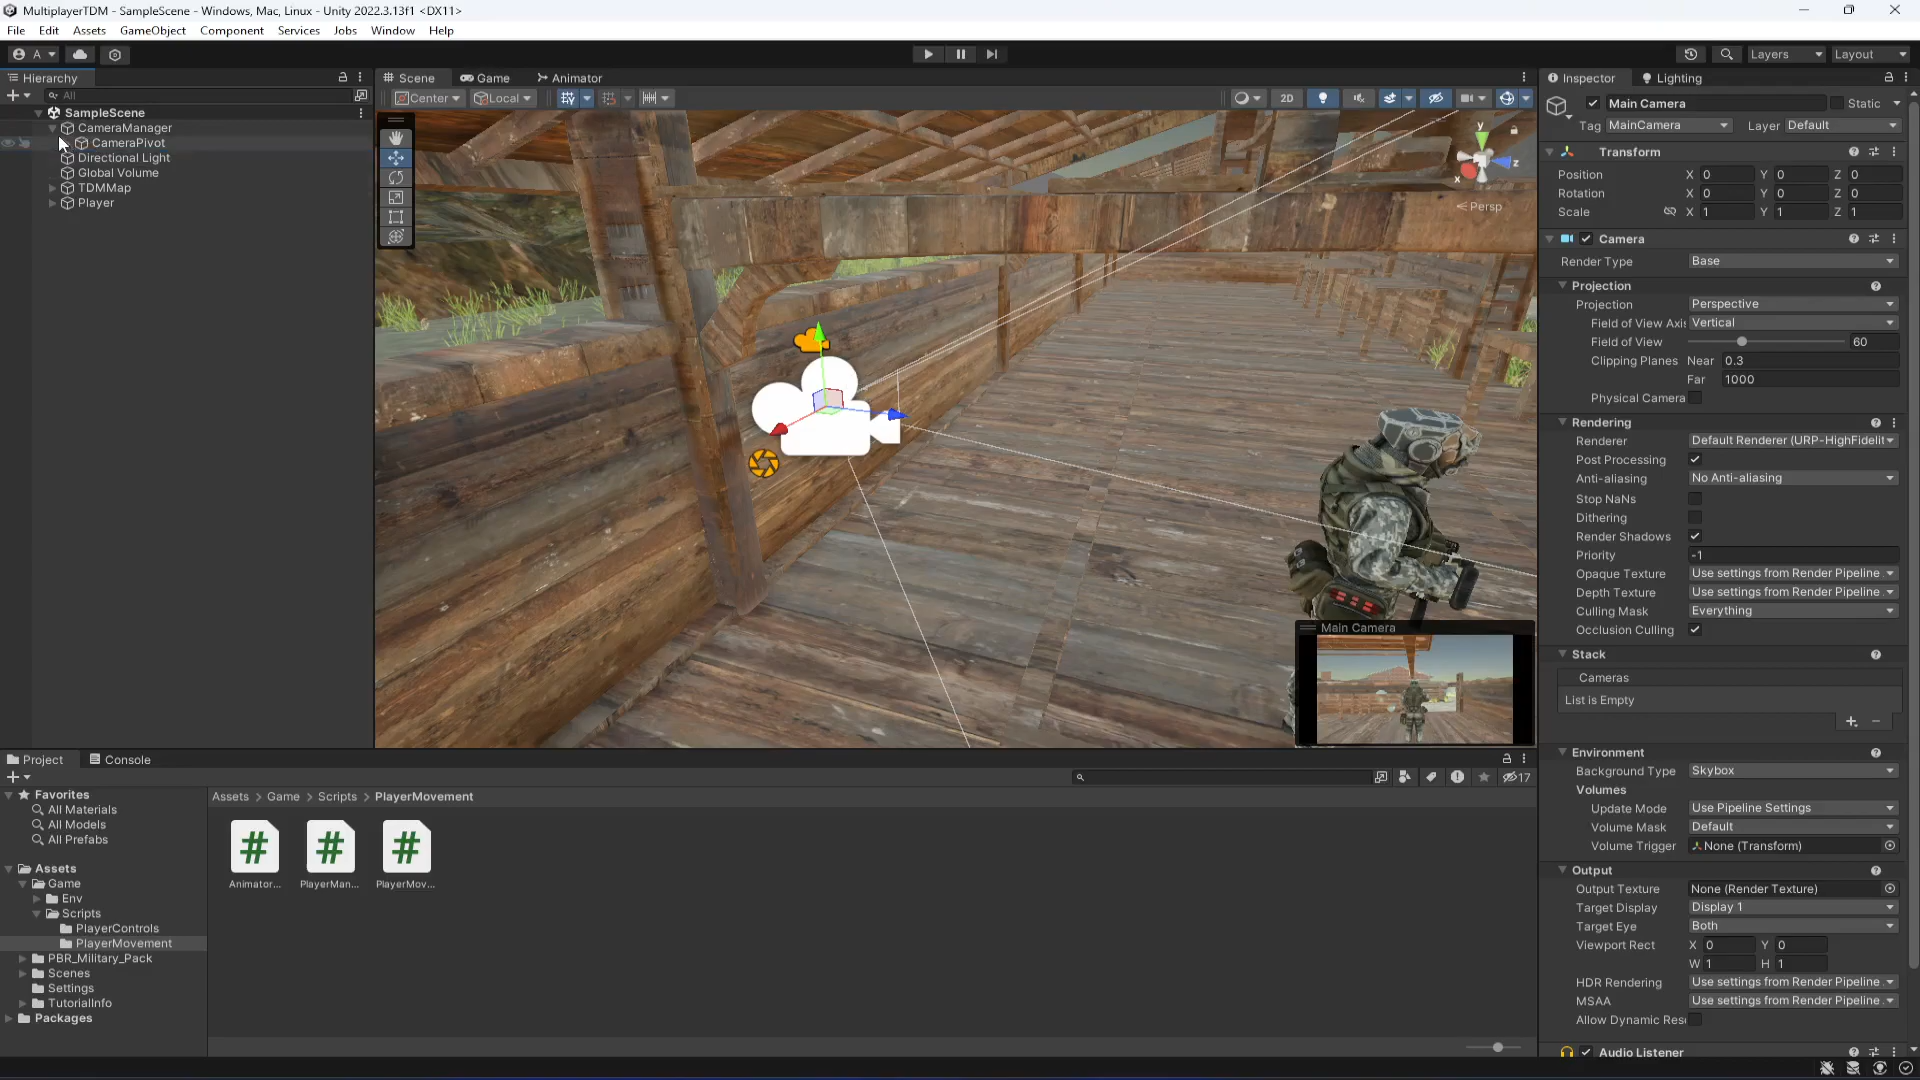 MultiplayerTDM - SampleScene - Windows, Mac, Linux - Unity 2022.3.13f1 <DX11>
File Edit Assets GameObject Component Services Jobs Window Help
A Layers Layout
Hierarchy
All
SampleScene
CameraManager
CameraPivot
Directional Light
Global Volume
TDMMap
Player
Scene Game Animator
Center Local 2D
y
z
x
Persp
Main Camera
Inspector Lighting
Main Camera Static
Tag MainCamera Layer Default
Transform
Position X 0 Y 0 Z 0
Rotation X 0 Y 0 Z 0
Scale X 1 Y 1 Z 1
Camera
Render Type Base
Projection
Projection Perspective
Field of View Axis Vertical
Field of View 60
Clipping Planes Near 0.3
Far 1000
Physical Camera
Rendering
Renderer Default Renderer (URP-HighFidelit
Post Processing
Anti-aliasing No Anti-aliasing
Stop NaNs
Dithering
Render Shadows
Priority -1
Opaque Texture Use settings from Render Pipeline
Depth Texture Use settings from Render Pipeline
Culling Mask Everything
Occlusion Culling
Stack
Cameras
List is Empty
Environment
Background Type Skybox
Volumes
Update Mode Use Pipeline Settings
Volume Mask Default
Volume Trigger None (Transform)
Output
Output Texture None (Render Texture)
Target Display Display 1
Target Eye Both
Viewport Rect X 0 Y 0
W 1 H 1
HDR Rendering Use settings from Render Pipeline
MSAA Use settings from Render Pipeline
Allow Dynamic Res
Audio Listener
Project Console
17
Favorites
All Materials
All Models
All Prefabs
Assets
Game
Env
Scripts
PlayerControls
PlayerMovement
PBR_Military_Pack
Scenes
Settings
TutorialInfo
Packages
Assets > Game > Scripts > PlayerMovement
# # #
Animator... PlayerMan... PlayerMov...